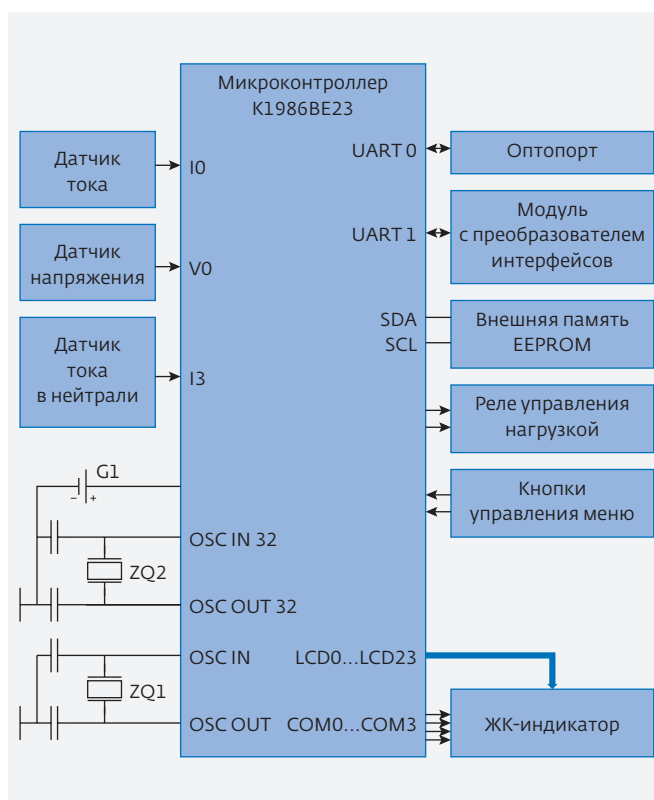 Микроконтроллер
К1986ВЕ23
Датчик
тока
I0
Датчик
напряжения
V0
Датчик
тока
в нейтрали
I3
G1
– +
OSC IN 32
ZQ2
OSC OUT 32
OSC IN
ZQ1
OSC OUT
UART 0
Оптопорт
UART 1
Модуль
с преобразователем
интерфейсов
SDA
SCL
Внешняя память
EEPROM
Реле управления
нагрузкой
Кнопки
управления меню
LCD0...LCD23
COM0...COM3
ЖК-индикатор